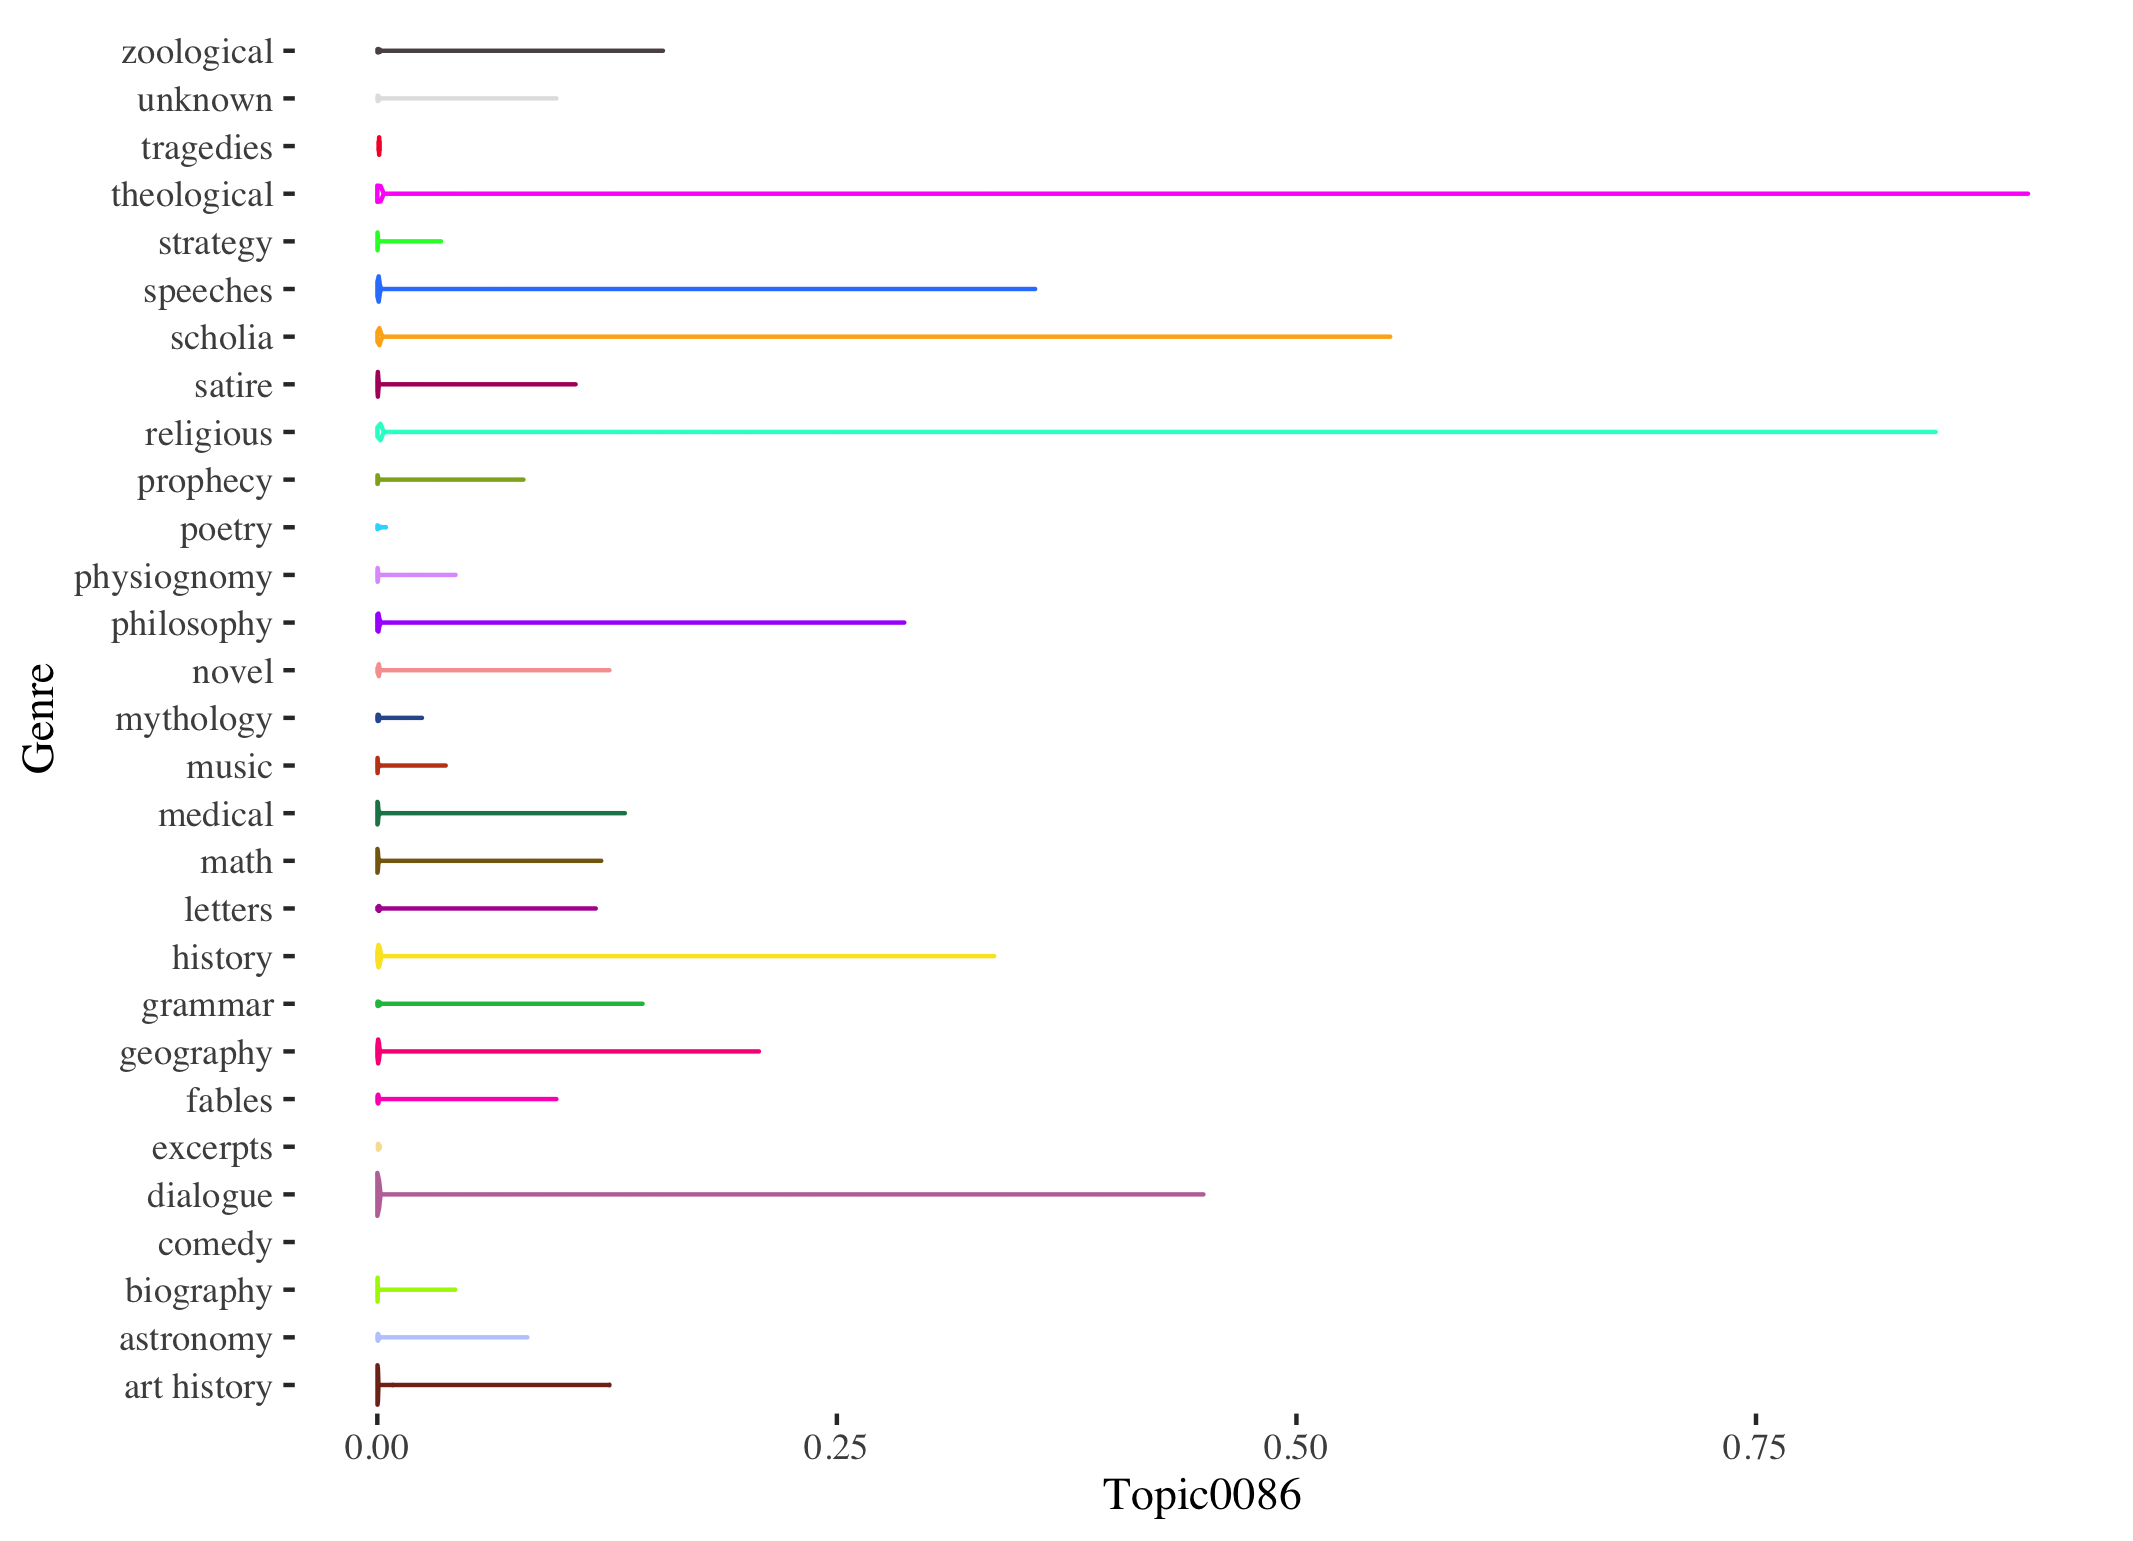 zoological
unknown
tragedies
theological
strategy
speeches
scholia
satire
religious
prophecy
poetry
physiognomy
philosophy
novel
mythology
music
medical
math
letters
history
grammar
geography
fables
excerpts
dialogue
comedy
biography
astronomy
art history
Genre
0.00 0.25 0.50 0.75
Topic0086